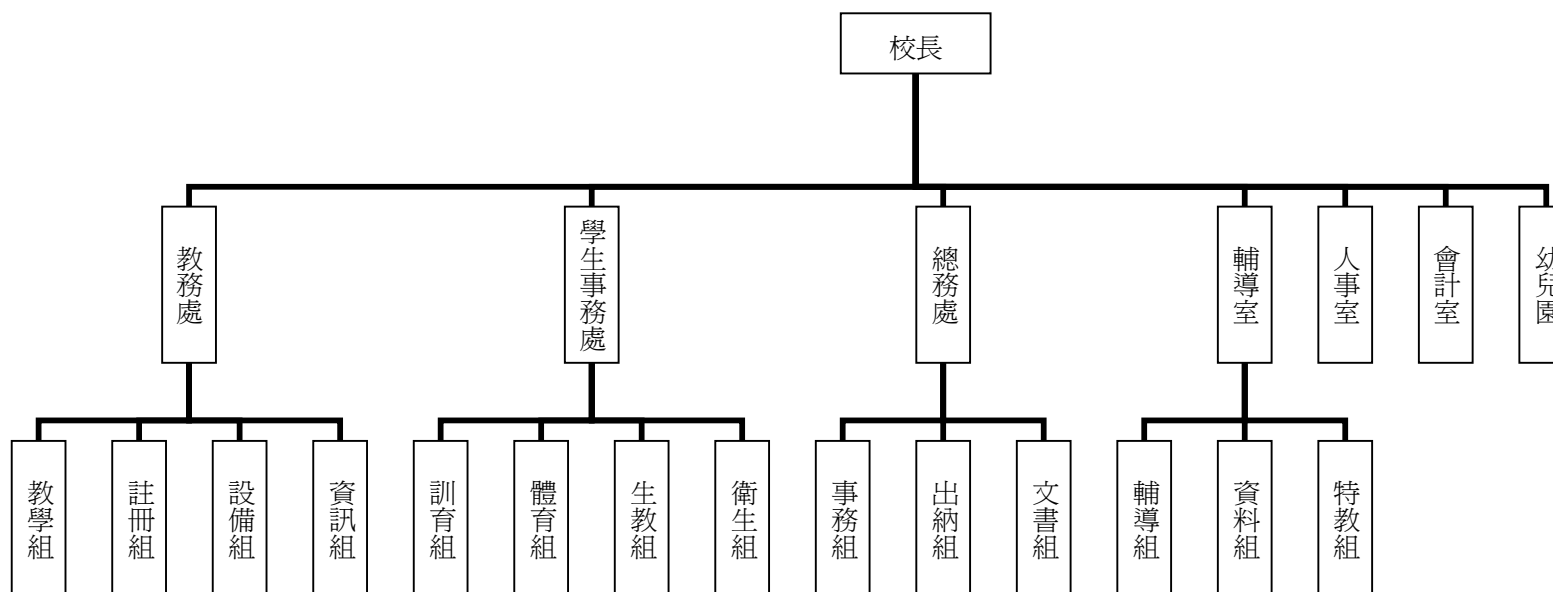 校長
教務處
學生事務處
總務處
輔導室
人事室
會計室
幼兒園
教學組
註冊組
設備組
資訊組
訓育組
體育組
生教組
衛生組
事務組
出納組
文書組
輔導組
資料組
特教組